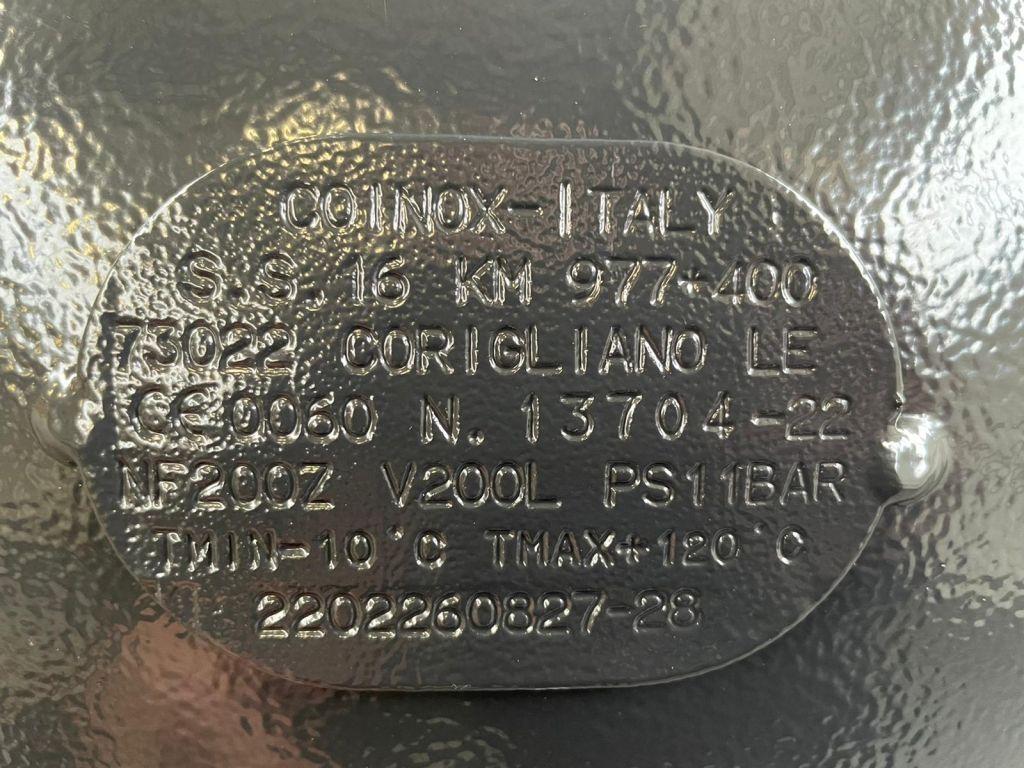 COINOX-ITALY
S.S. 16 KM 977+400
73022 CORIGLIANO LE
CE 0060 N. 13704-22
NF200Z V200L PS11BAR
TMIN-10°C TMAX+120°C
2202260827-28